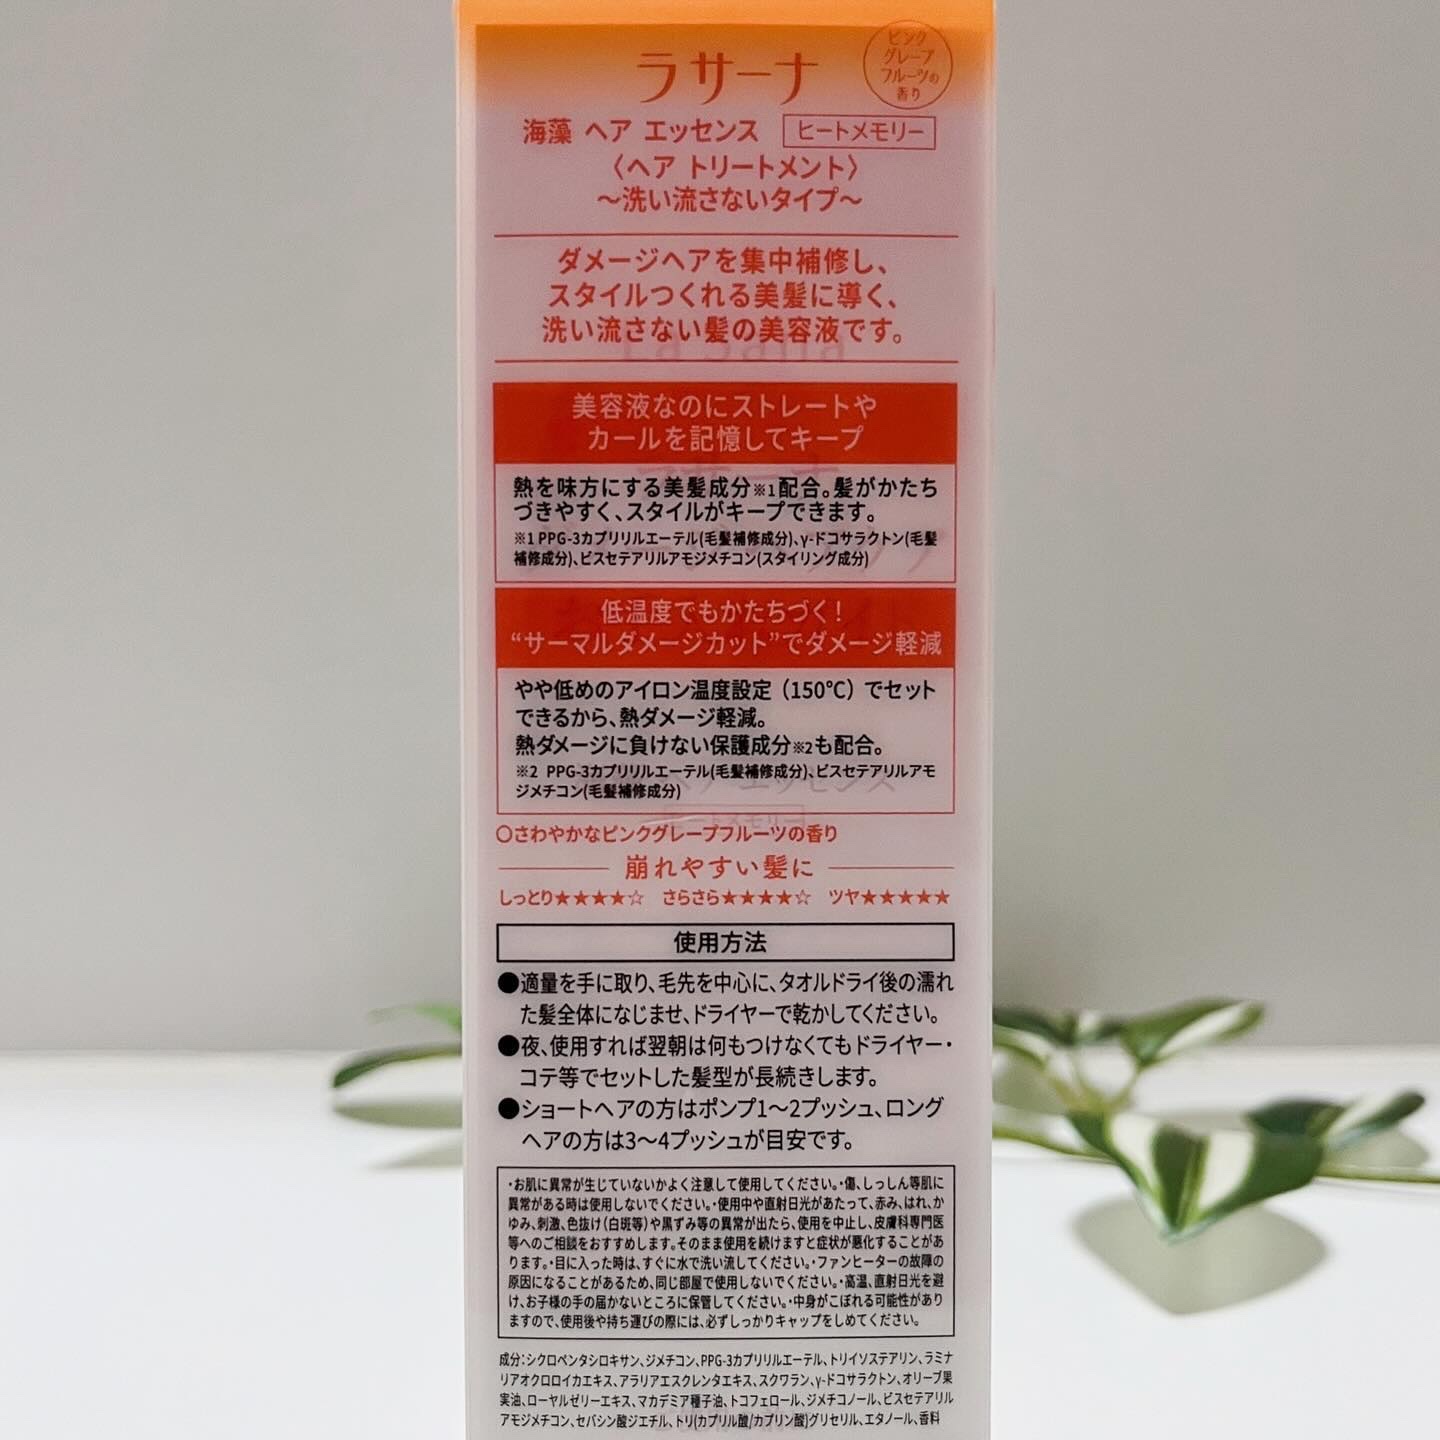 ラサーナ
ピンク
グレープ
フルーツの
香り
海藻 ヘア エッセンス ヒートメモリー
〈ヘア トリートメント〉
～洗い流さないタイプ～
ダメージヘアを集中補修し、
スタイルつくれる美髪に導く、
洗い流さない髪の美容液です。
美容液なのにストレートや
カールを記憶してキープ
熱を味方にする美髪成分※1配合。髪がかたち
づきやすく、スタイルがキープできます。
※1 PPG-3カプリリルエーテル(毛髪補修成分)、γ-ドコサラクトン(毛髪
補修成分)、ビスセテアリルアモジメチコン(スタイリング成分)
低温度でもかたちづく!
“サーマルダメージカット”でダメージ軽減
やや低めのアイロン温度設定（150℃）でセット
できるから、熱ダメージ軽減。
熱ダメージに負けない保護成分※2も配合。
※2 PPG-3カプリリルエーテル(毛髪補修成分)、ビスセテアリルアモ
ジメチコン(毛髪補修成分)
〇さわやかなピンクグレープフルーツの香り
崩れやすい髪に
しっとり★★★★☆ さらさら★★★★☆ ツヤ★★★★★
使用方法
●適量を手に取り、毛先を中心に、タオルドライ後の濡れ
た髪全体になじませ、ドライヤーで乾かしてください。
●夜、使用すれば翌朝は何もつけなくてもドライヤー・
コテ等でセットした髪型が長続きします。
●ショートヘアの方はポンプ1～2プッシュ、ロング
ヘアの方は3～4プッシュが目安です。
・お肌に異常が生じていないかよく注意して使用してください。・傷、しっしん等肌に
異常がある時は使用しないでください。・使用中や直射日光があたって、赤み、はれ、か
ゆみ、刺激、色抜け(白斑等)や黒ずみ等の異常が出たら、使用を中止し、皮膚科専門医
等へのご相談をおすすめします。そのまま使用を続けますと症状が悪化することがあ
ります。・目に入った時は、すぐに水で洗い流してください。・ファンヒーターの故障の
原因になることがあるため、同じ部屋で使用しないでください。・高温、直射日光を避
け、お子様の手の届かないところに保管してください。・中身がこぼれる可能性があり
ますので、使用後や持ち運びの際には、必ずしっかりキャップをしめてください。
成分：シクロペンタシロキサン、ジメチコン、PPG-3カプリリルエーテル、トリイソステアリン、ラミナ
リアオクロロイカエキス、アラリアエスクレンタエキス、スクワラン、γ-ドコサラクトン、オリーブ果
実油、ローヤルゼリーエキス、マカデミア種子油、トコフェロール、ジメチコノール、ビスセテアリル
アモジメチコン、セバシン酸ジエチル、トリ(カプリル酸/カプリン酸)グリセリル、エタノール、香料